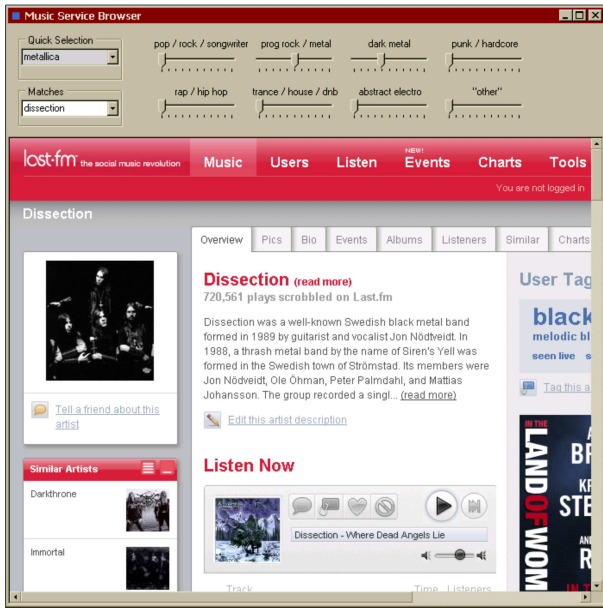 Music Service Browser
Quick Selection
metallica
Matches
dissection
pop / rock / songwriter
prog rock / metal
dark metal
punk / hardcore
rap / hip hop
trance / house / dnb
abstract electro
"other"
last·fm the social music revolution
Music
Users
Listen
NEW!
Events
Charts
Tools
You are not logged in
Dissection
Overview
Pics
Bio
Events
Albums
Listeners
Similar
Charts
Tell a friend about this
artist
Similar Artists
Darkthrone
Immortal
Dissection (read more)
720,561 plays scrobbled on Last.fm
Dissection was a well-known Swedish black metal band
formed in 1989 by guitarist and vocalist Jon Nödtveidt. In
1988, a thrash metal band by the name of Siren's Yell was
formed in the Swedish town of Strömstad. Its members were
Jon Nödveidt, Ole Öhman, Peter Palmdahl, and Mattias
Johansson. The group recorded a singl... (read more)
Edit this artist description
Listen Now
Dissection - Where Dead Angels Lie
Track
Time
Listeners
User Tag
black
melodic bl
seen live s
Tag this a
IN THE
LAND OF WOM
A
BR
KR
STE
AN
R
IN T